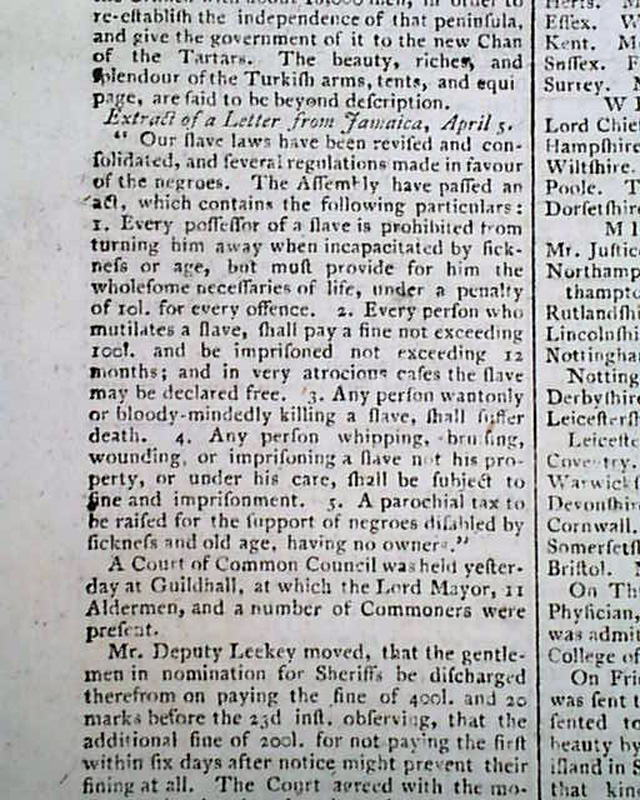 re-eſtabliſh the independence of that peninſula,
and give the government of it to the new Chan
of the Tartars. The beauty, riches, and
ſplendour of the Turkiſh arms, tents, and equi
page, are ſaid to be beyond deſcription.
Extract of a Letter from Jamaica, April 5.
“ Our ſlave laws have been reviſed and con-
ſolidated, and ſeveral regulations made in favour
of the negroes. The Aſſembly have paſſed an
act, which contains the following particulars:
1. Every poſſeſſor of a ſlave is prohibited from
turning him away when incapacitated by ſick-
neſs or age, but muſt provide for him the
wholeſome neceſſaries of life, under a penalty
of 10l. for every offence. 2. Every perſon who
mutilates a ſlave, ſhall pay a fine not exceeding
100l. and be impriſoned not exceeding 12
months; and in very atrocious caſes the ſlave
may be declared free. 3. Any perſon wantonly
or bloody-mindedly killing a ſlave, ſhall ſuffer
death. 4. Any perſon whipping, bruiſing,
wounding, or impriſoning a ſlave not his pro-
perty, or under his care, ſhall be ſubject to
fine and impriſonment. 5. A parochial tax to
be raiſed for the ſupport of negroes diſabled by
ſickneſs and old age, having no owners.”
A Court of Common Council was held yeſter-
day at Guildhall, at which the Lord Mayor, 11
Aldermen, and a number of Commoners were
preſent.
Mr. Deputy Leekey moved, that the gentle-
men in nomination for Sheriffs be diſcharged
therefrom on paying the fine of 400l. and 20
marks before the 23d inſt. obſerving, that the
additional fine of 200l. for not paying the firſt
within ſix days after notice might prevent their
fining at all. The Court agreed with the mo-
Eſſex. W
Kent. M
Suſſex. F
Surrey. 
W
Lord Chie
Hampſhire
Wiltſhire.
Poole. T
Dorſetſhire
M
Mr. Juſtic
Northamp
thampto
Rutlandſhi
Lincolnſhi
Nottingha
Notting
Derbyſhire
Leiceſterſh
Leiceſte
Coventry.
Warwickſ
Devonſhir
Cornwall.
Somerſetſh
Briſtol.
On Th
Phyſician,
was admit
College of
On Fri
was ſent
ſented to
beauty by
iſland in S
that kin